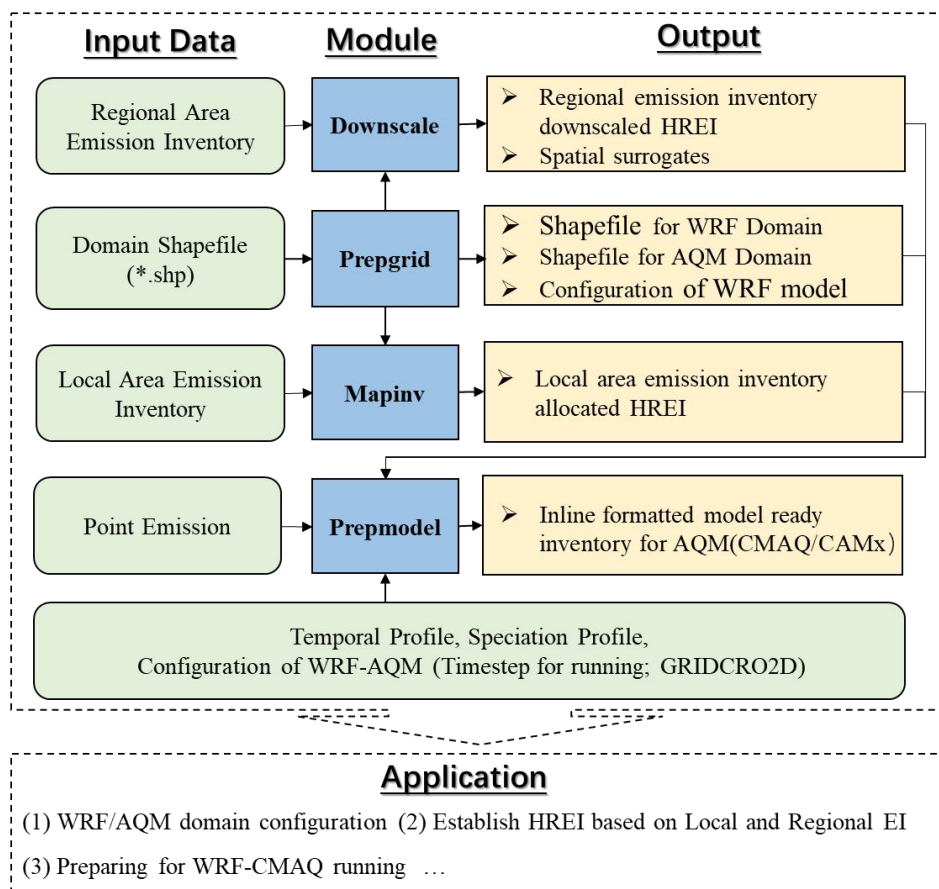 Input Data
Module
Output
Regional Area
Emission Inventory
Downscale
➢ Regional emission inventory
downscaled HREI
➢ Spatial surrogates
Domain Shapefile
(*.shp)
Prepgrid
➢ Shapefile for WRF Domain
➢ Shapefile for AQM Domain
➢ Configuration of WRF model
Local Area Emission
Inventory
Mapinv
➢ Local area emission inventory
allocated HREI
Point Emission
Prepmodel
➢ Inline formatted model ready
inventory for AQM(CMAQ/CAMx)
Temporal Profile, Speciation Profile,
Configuration of WRF-AQM (Timestep for running; GRIDCRO2D)
Application
(1) WRF/AQM domain configuration (2) Establish HREI based on Local and Regional EI
(3) Preparing for WRF-CMAQ running …